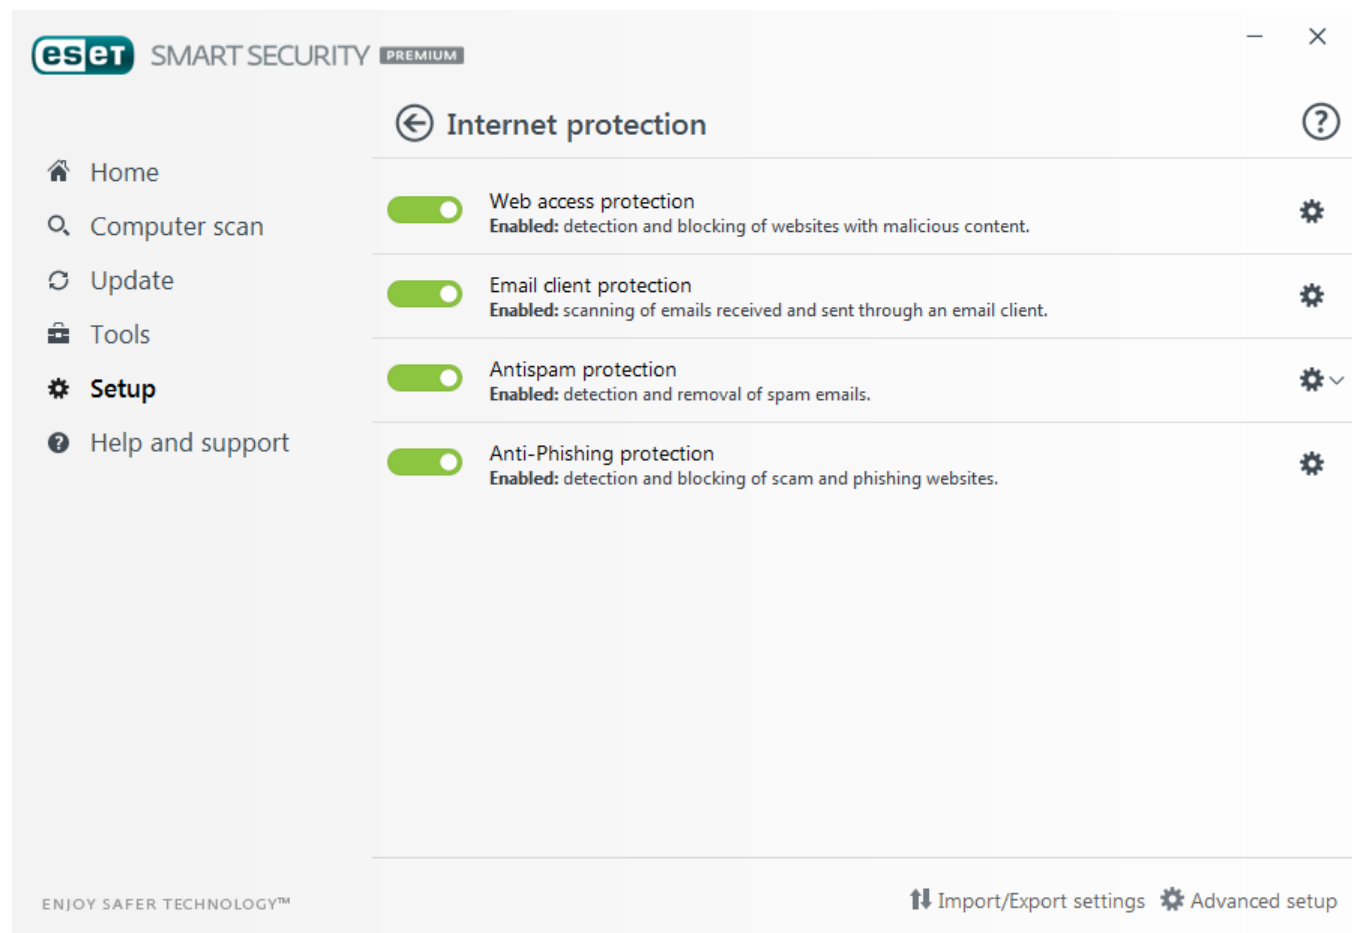 eset SMART SECURITY PREMIUM
Internet protection
?
Home
Computer scan
Update
Tools
Setup
? Help and support
Web access protection
Enabled: detection and blocking of websites with malicious content.
Email client protection
Enabled: scanning of emails received and sent through an email client.
Antispam protection
Enabled: detection and removal of spam emails.
Anti-Phishing protection
Enabled: detection and blocking of scam and phishing websites.
ENJOY SAFER TECHNOLOGY™
Import/Export settings Advanced setup